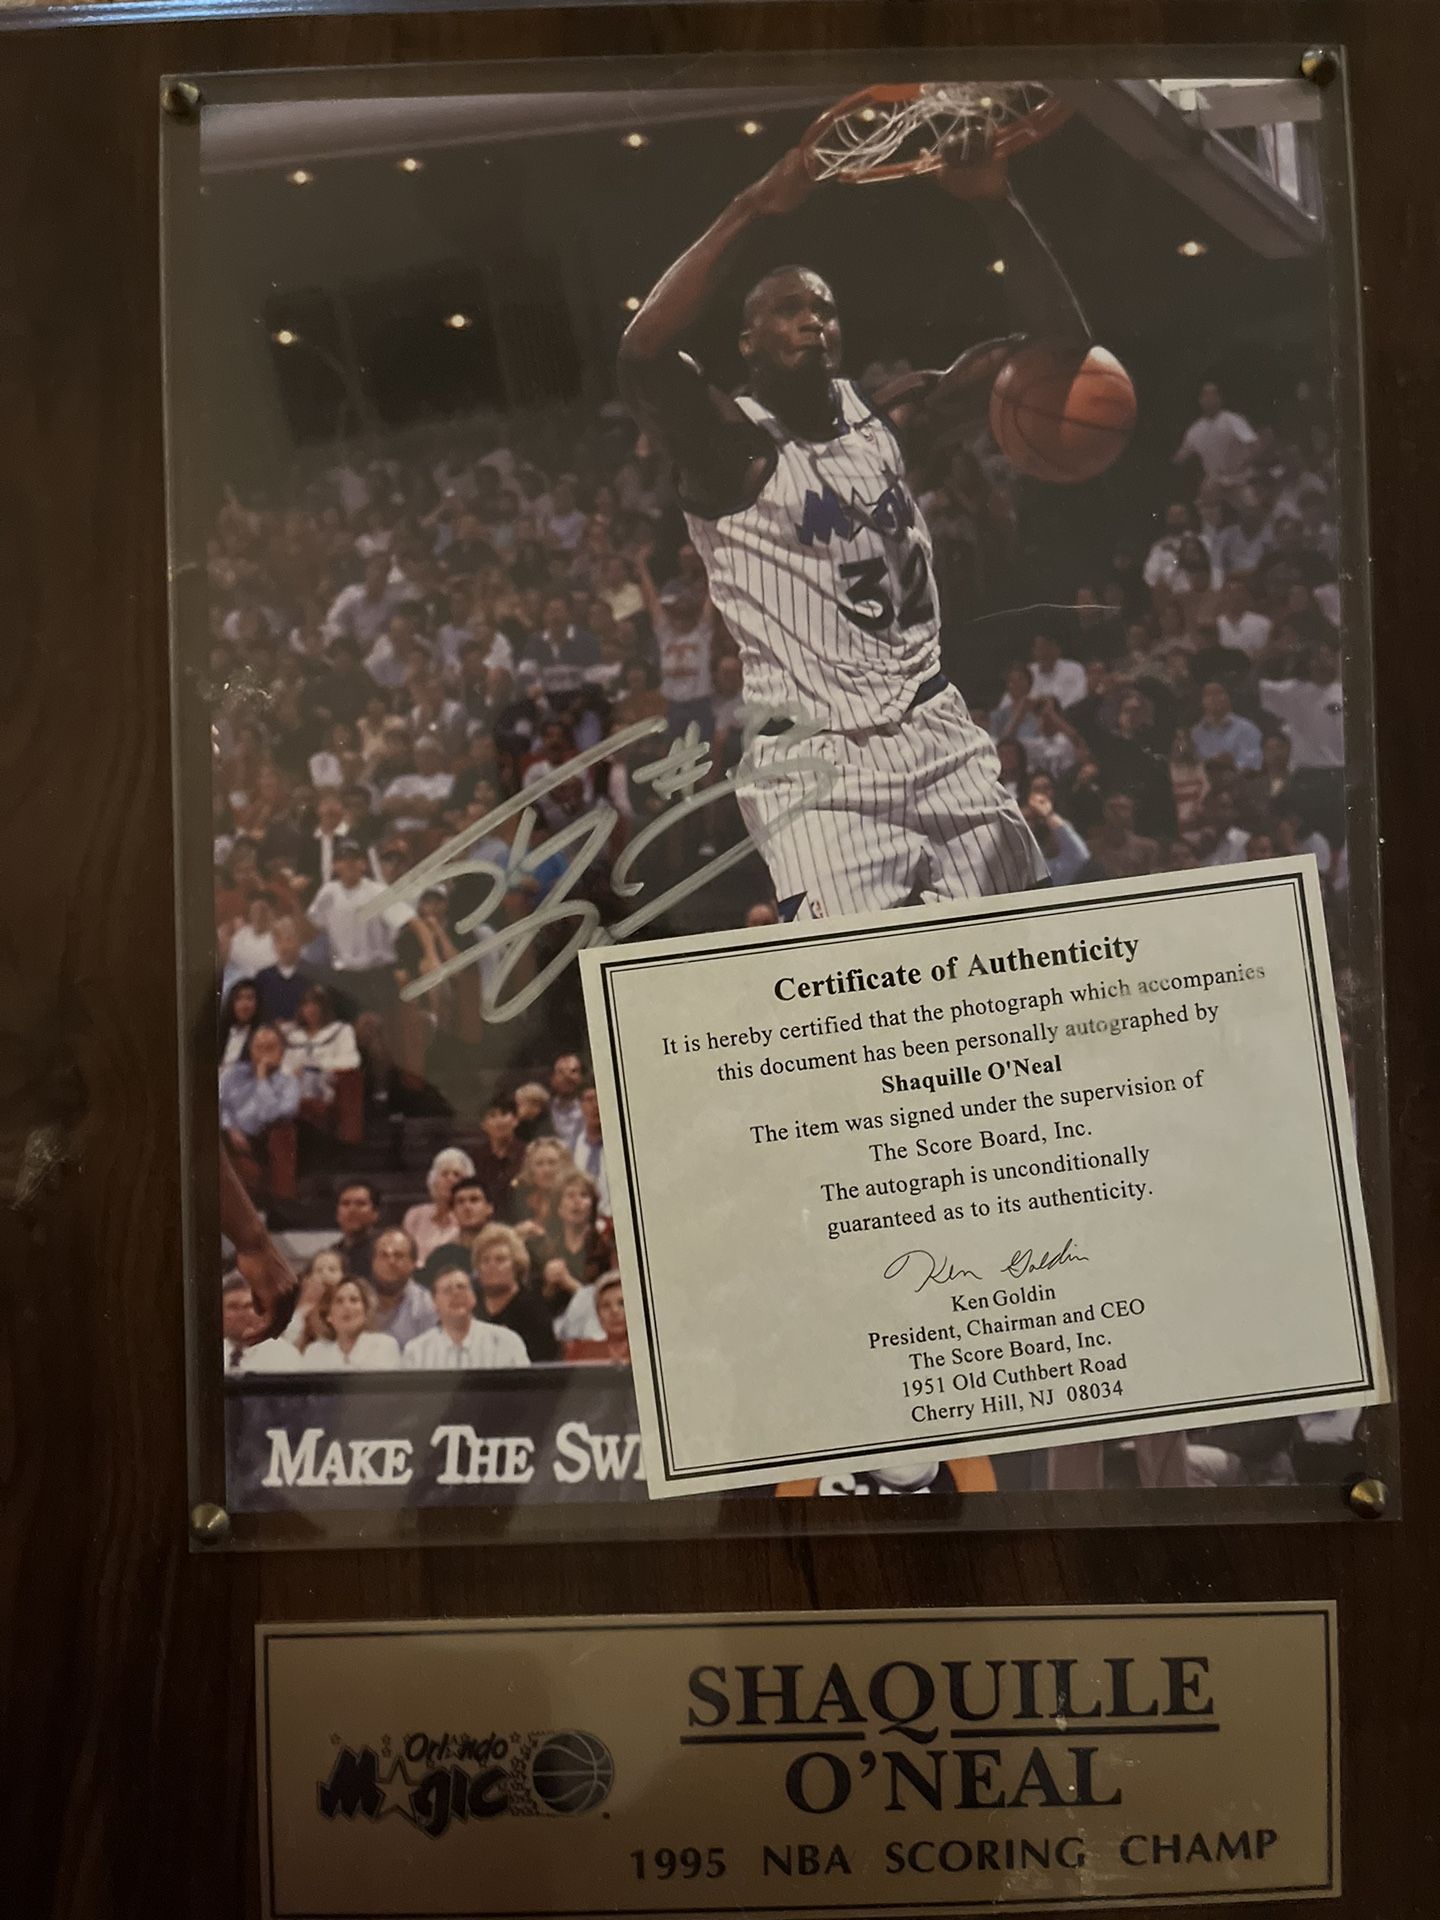 MAGIC
32
Certificate of Authenticity
It is hereby certified that the photograph which accompanies
this document has been personally autographed by
Shaquille O'Neal
The item was signed under the supervision of
The Score Board, Inc.
The autograph is unconditionally
guaranteed as to its authenticity.
Ken Goldin
Ken Goldin
President, Chairman and CEO
The Score Board, Inc.
1951 Old Cuthbert Road
Cherry Hill, NJ 08034
MAKE THE SWI
SHAQUILLE
O'NEAL
Orlando
MAGIC
1995 NBA SCORING CHAMP